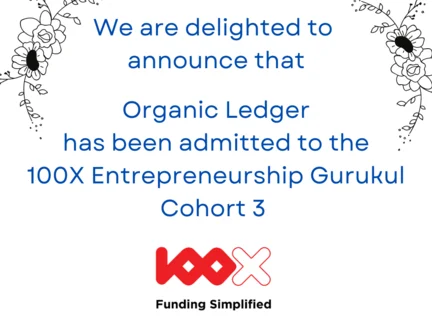 We are delighted to
announce that
Organic Ledger
has been admitted to the
100X Entrepreneurship Gurukul
Cohort 3
100X
Funding Simplified